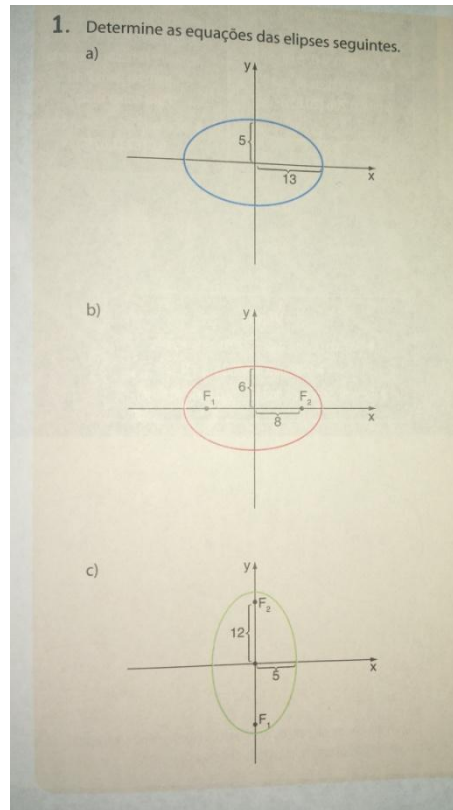 1. Determine as equações das elipses seguintes.
a)
y
5
13
x
b)
y
6
F1
F2
8
x
c)
y
F2
12
5
x
F1